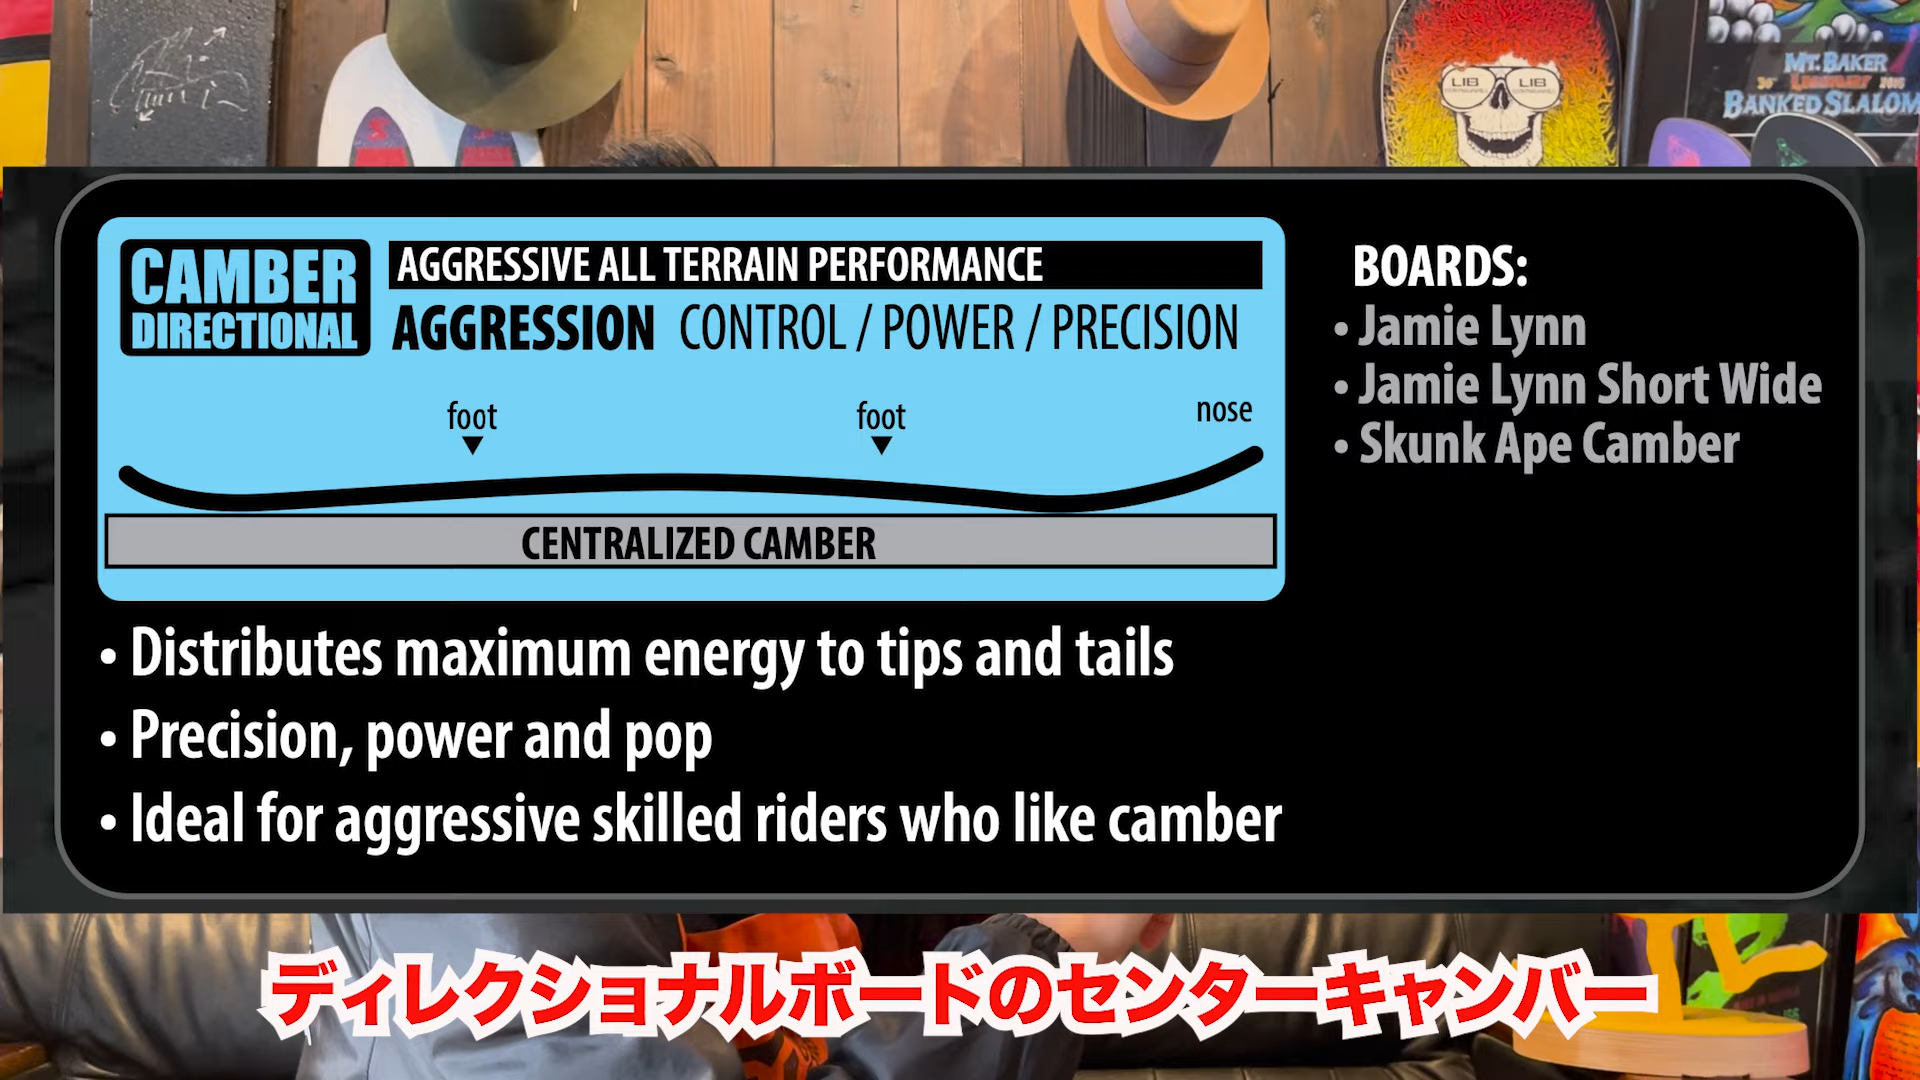 LIB LIB
MT. BAKER
LEGENDARY
BANKED SLALOM
CAMBER
DIRECTIONAL
AGGRESSIVE ALL TERRAIN PERFORMANCE
AGGRESSION CONTROL / POWER / PRECISION
foot foot nose
CENTRALIZED CAMBER
BOARDS:
• Jamie Lynn
• Jamie Lynn Short Wide
• Skunk Ape Camber
• Distributes maximum energy to tips and tails
• Precision, power and pop
• Ideal for aggressive skilled riders who like camber
ディレクショナルボードのセンターキャンバー